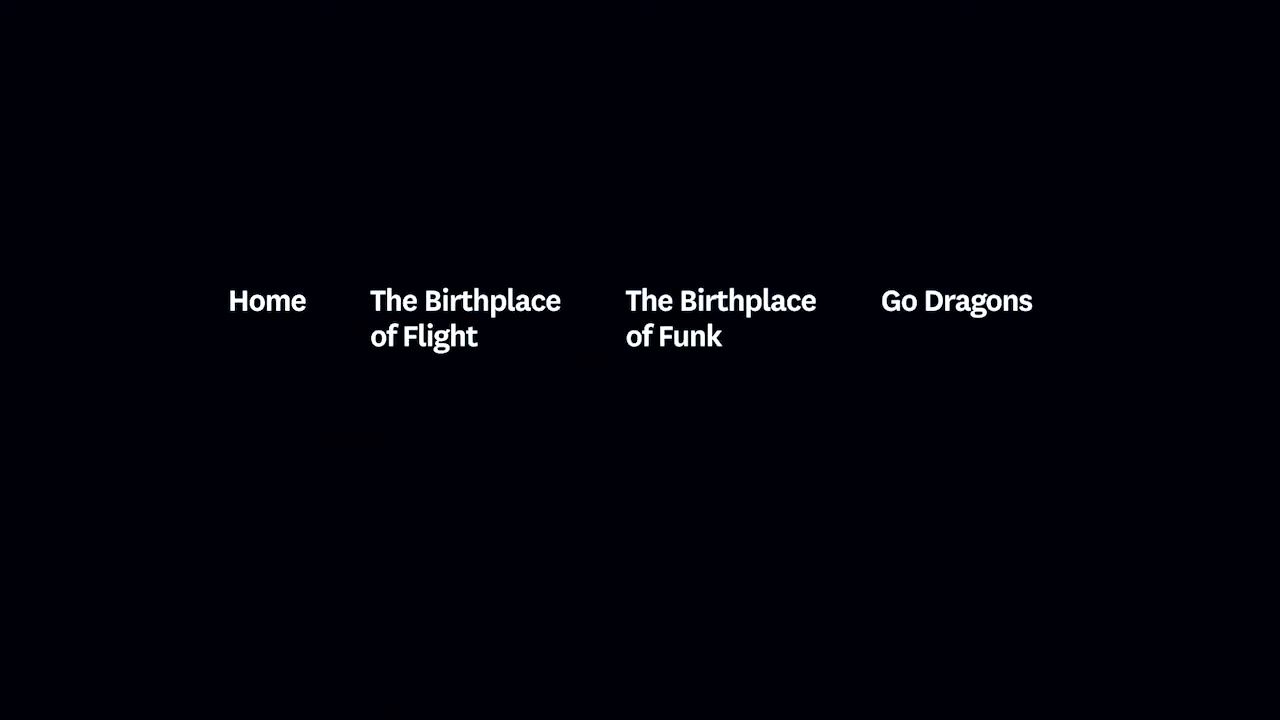 Home
The Birthplace
of Flight
The Birthplace
of Funk
Go Dragons